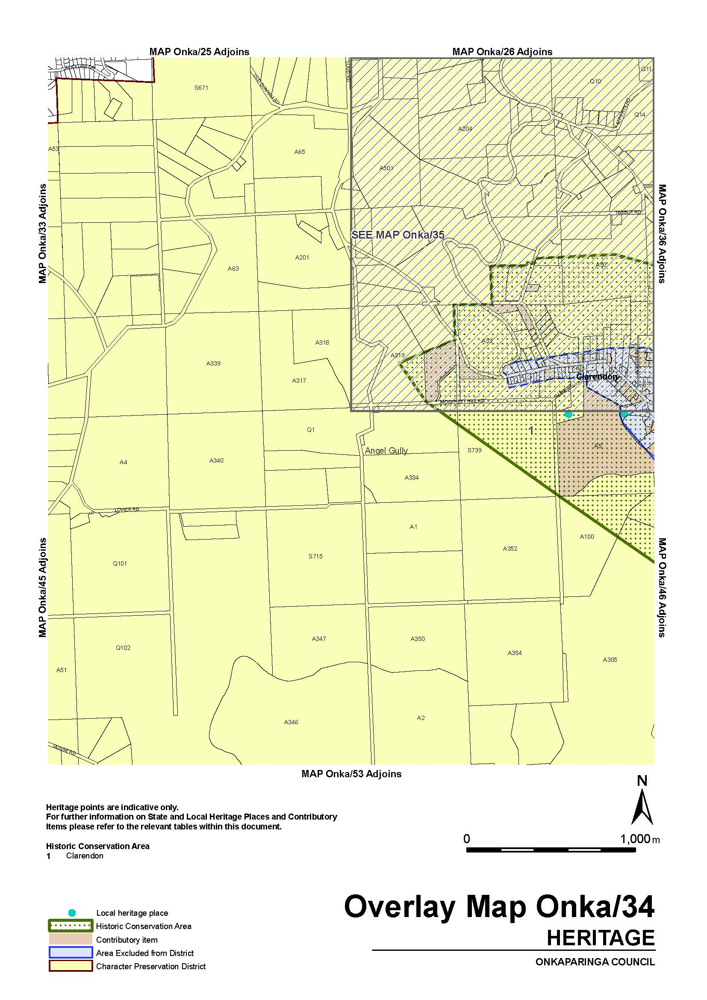 MAP Onka/25 Adjoins
MAP Onka/26 Adjoins
S671
OLD GUNYAH RD
Q11
Q10
LAFFERTY RD
Q14
A204
A53
A65
A501
MAP Onka/33 Adjoins
MAP Onka/36 Adjoins
TEBBUT RD
SEE MAP Onka/35
A201
A63
A50
A318
A33
A319
A339
A317
Clarendon
MORPHETT HILL RD
Q1
1
Angel Gully
S739
A5
A4
A340
A334
LOVICK RD
A1
A100
A352
S715
Q101
MAP Onka/45 Adjoins
MAP Onka/46 Adjoins
A347
A350
Q102
A354
A305
A51
A346
A2
GOSSE RD
MAP Onka/53 Adjoins
N
Heritage points are indicative only.
For further information on State and Local Heritage Places and Contributory
Items please refer to the relevant tables within this document.
0 1,000 m
Historic Conservation Area
1 Clarendon
Overlay Map Onka/34
HERITAGE
ONKAPARINGA COUNCIL
Local heritage place
Historic Conservation Area
Contributory item
Area Excluded from District
Character Preservation District